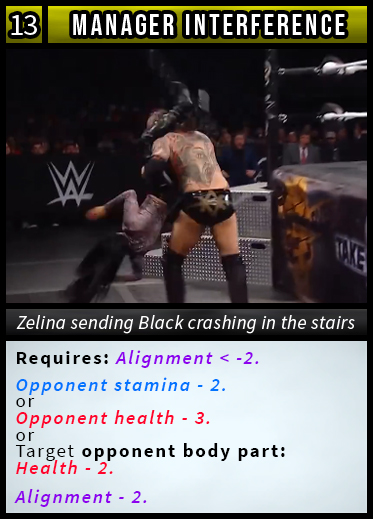 13 MANAGER INTERFERENCE
W
TAKE
Zelina sending Black crashing in the stairs
Requires: Alignment < -2.
Opponent stamina - 2.
or
Opponent health - 3.
or
Target opponent body part:
Health - 2.
Alignment - 2.